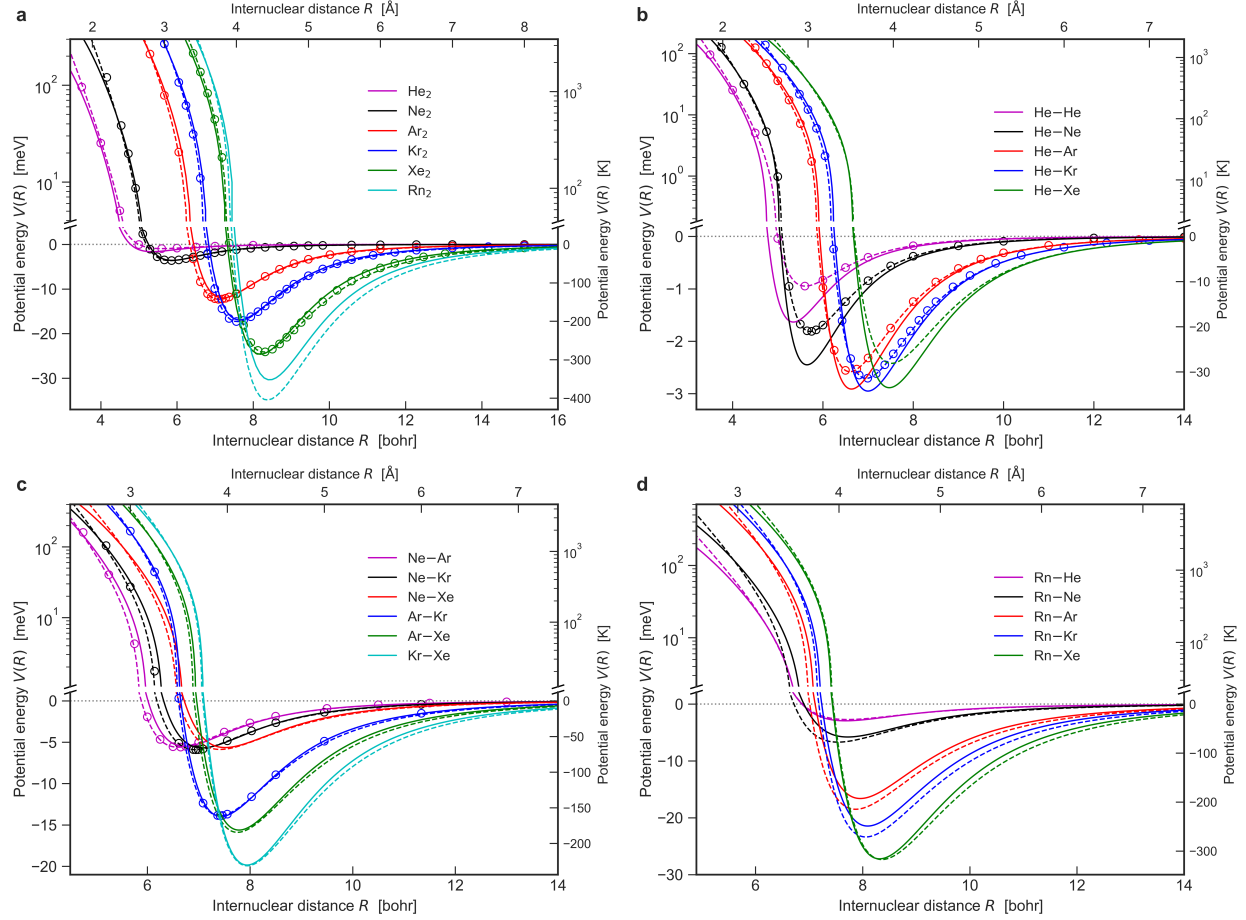 a
Internuclear distance R [Å]
2 3 4 5 6 7 8
Potential energy V(R) [meV]
10² 10¹ 0 −10 −20 −30
He₂
Ne₂
Ar₂
Kr₂
Xe₂
Rn₂
10³ 10² 0 −100 −200 −300 −400
Potential energy V(R) [K]
4 6 8 10 12 14 16
Internuclear distance R [bohr]
b
Internuclear distance R [Å]
2 3 4 5 6 7
Potential energy V(R) [meV]
10² 10¹ 10⁰ 0 −1 −2 −3
He−He
He−Ne
He−Ar
He−Kr
He−Xe
10³ 10² 10¹ 0 −10 −20 −30
Potential energy V(R) [K]
4 6 8 10 12 14
Internuclear distance R [bohr]
c
Internuclear distance R [Å]
3 4 5 6 7
Potential energy V(R) [meV]
10² 10¹ 0 −5 −10 −15 −20
Ne−Ar
Ne−Kr
Ne−Xe
Ar−Kr
Ar−Xe
Kr−Xe
10³ 10² 0 −50 −100 −150 −200
Potential energy V(R) [K]
6 8 10 12 14
Internuclear distance R [bohr]
d
Internuclear distance R [Å]
3 4 5 6 7
Potential energy V(R) [meV]
10² 10¹ 0 −10 −20 −30
Rn−He
Rn−Ne
Rn−Ar
Rn−Kr
Rn−Xe
10³ 10² 0 −100 −200 −300
Potential energy V(R) [K]
6 8 10 12 14
Internuclear distance R [bohr]